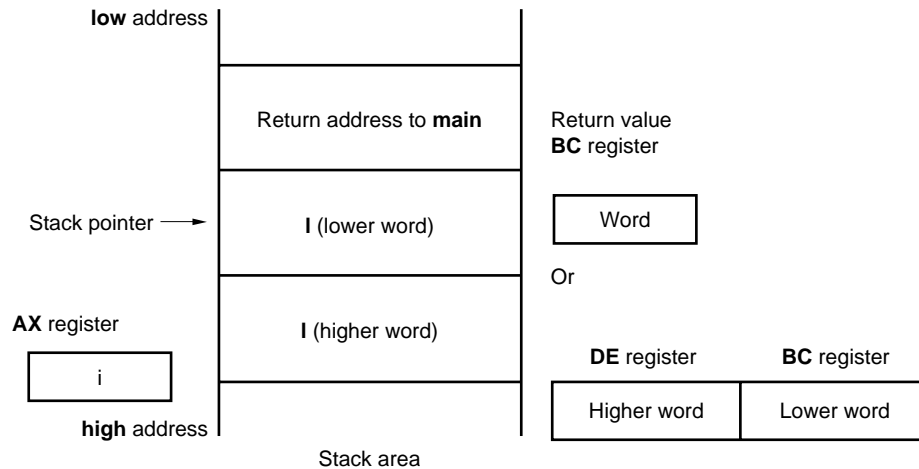 low address
Return address to main
Return value
BC register
Stack pointer
l (lower word)
Word
Or
AX register
l (higher word)
i
DE register
BC register
Higher word
Lower word
high address
Stack area